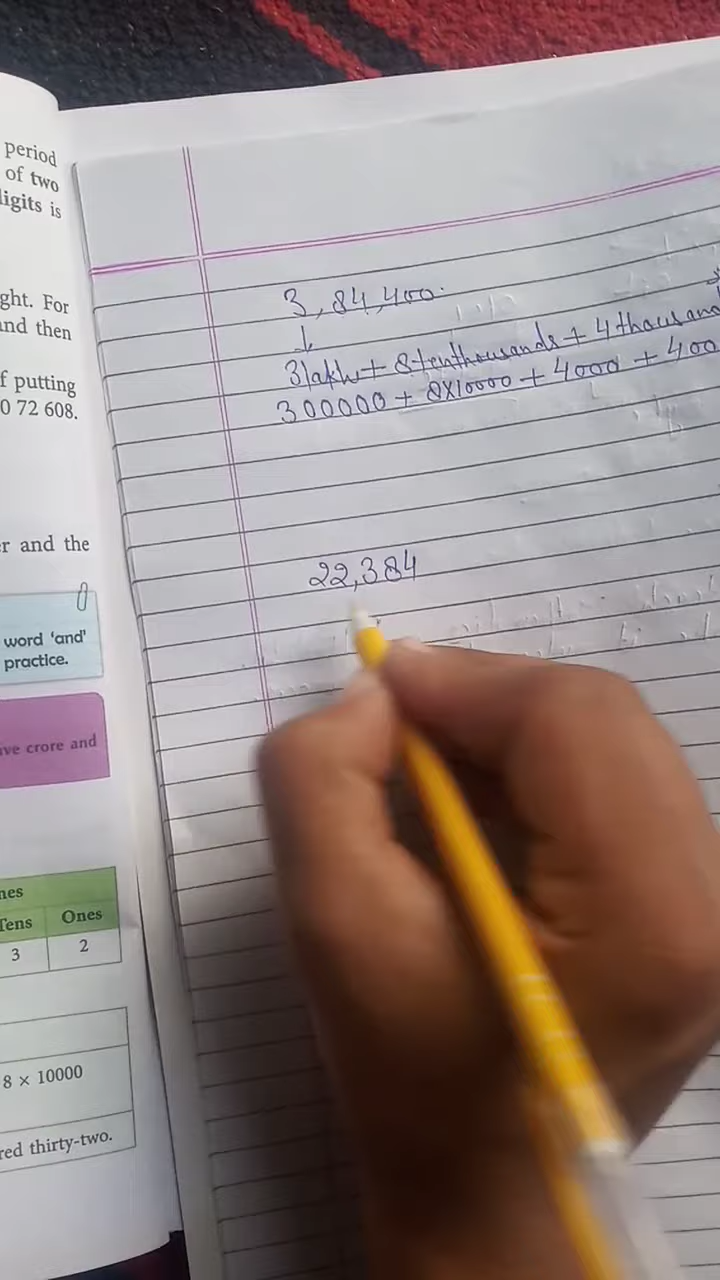 period
of two
digits is
ght. For
nd then
f putting
0 72 608.
r and the
word 'and'
practice.
ve crore and
nes
Tens Ones
3 2
8 × 10000
red thirty-two.
3,84,400.
↓
3lakh + 8tenthousands + 4thousand
300000 + 8×10000 + 4000 + 400
22,384